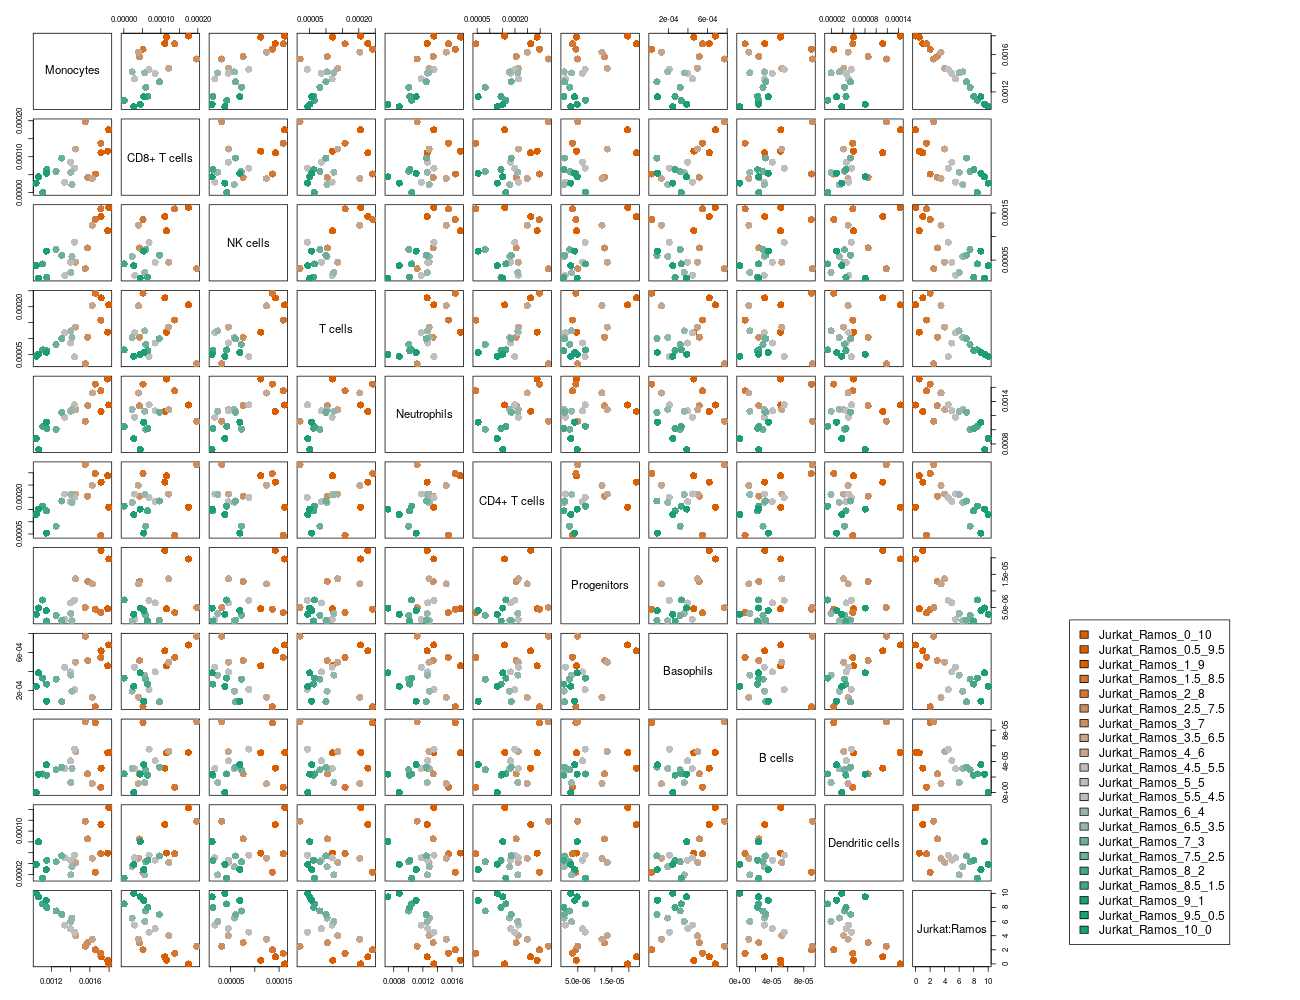 0.00000 0.00010 0.00020 0.00005 0.00020 0.00005 0.00020 2e-04 6e-04 0.00002 0.00008 0.00014
Monocytes
0.0012 0.0016
CD8+ T cells
0.00000 0.00010 0.00020
NK cells
0.00005 0.00015
T cells
0.00005 0.00020
Neutrophils
0.0008 0.0014
CD4+ T cells
0.00005 0.00020
Progenitors
5.0e-06 1.5e-05
Basophils
2e-04 6e-04
B cells
0e+00 4e-05 8e-05
Dendritic cells
0.00002 0.00010
Jurkat:Ramos
0 2 4 6 8 10
0.0012 0.0016 0.00005 0.00015 0.0008 0.0012 0.0016 5.0e-06 1.5e-05 0e+00 4e-05 8e-05 0 2 4 6 8 10
Jurkat_Ramos_0_10
Jurkat_Ramos_0.5_9.5
Jurkat_Ramos_1_9
Jurkat_Ramos_1.5_8.5
Jurkat_Ramos_2_8
Jurkat_Ramos_2.5_7.5
Jurkat_Ramos_3_7
Jurkat_Ramos_3.5_6.5
Jurkat_Ramos_4_6
Jurkat_Ramos_4.5_5.5
Jurkat_Ramos_5_5
Jurkat_Ramos_5.5_4.5
Jurkat_Ramos_6_4
Jurkat_Ramos_6.5_3.5
Jurkat_Ramos_7_3
Jurkat_Ramos_7.5_2.5
Jurkat_Ramos_8_2
Jurkat_Ramos_8.5_1.5
Jurkat_Ramos_9_1
Jurkat_Ramos_9.5_0.5
Jurkat_Ramos_10_0